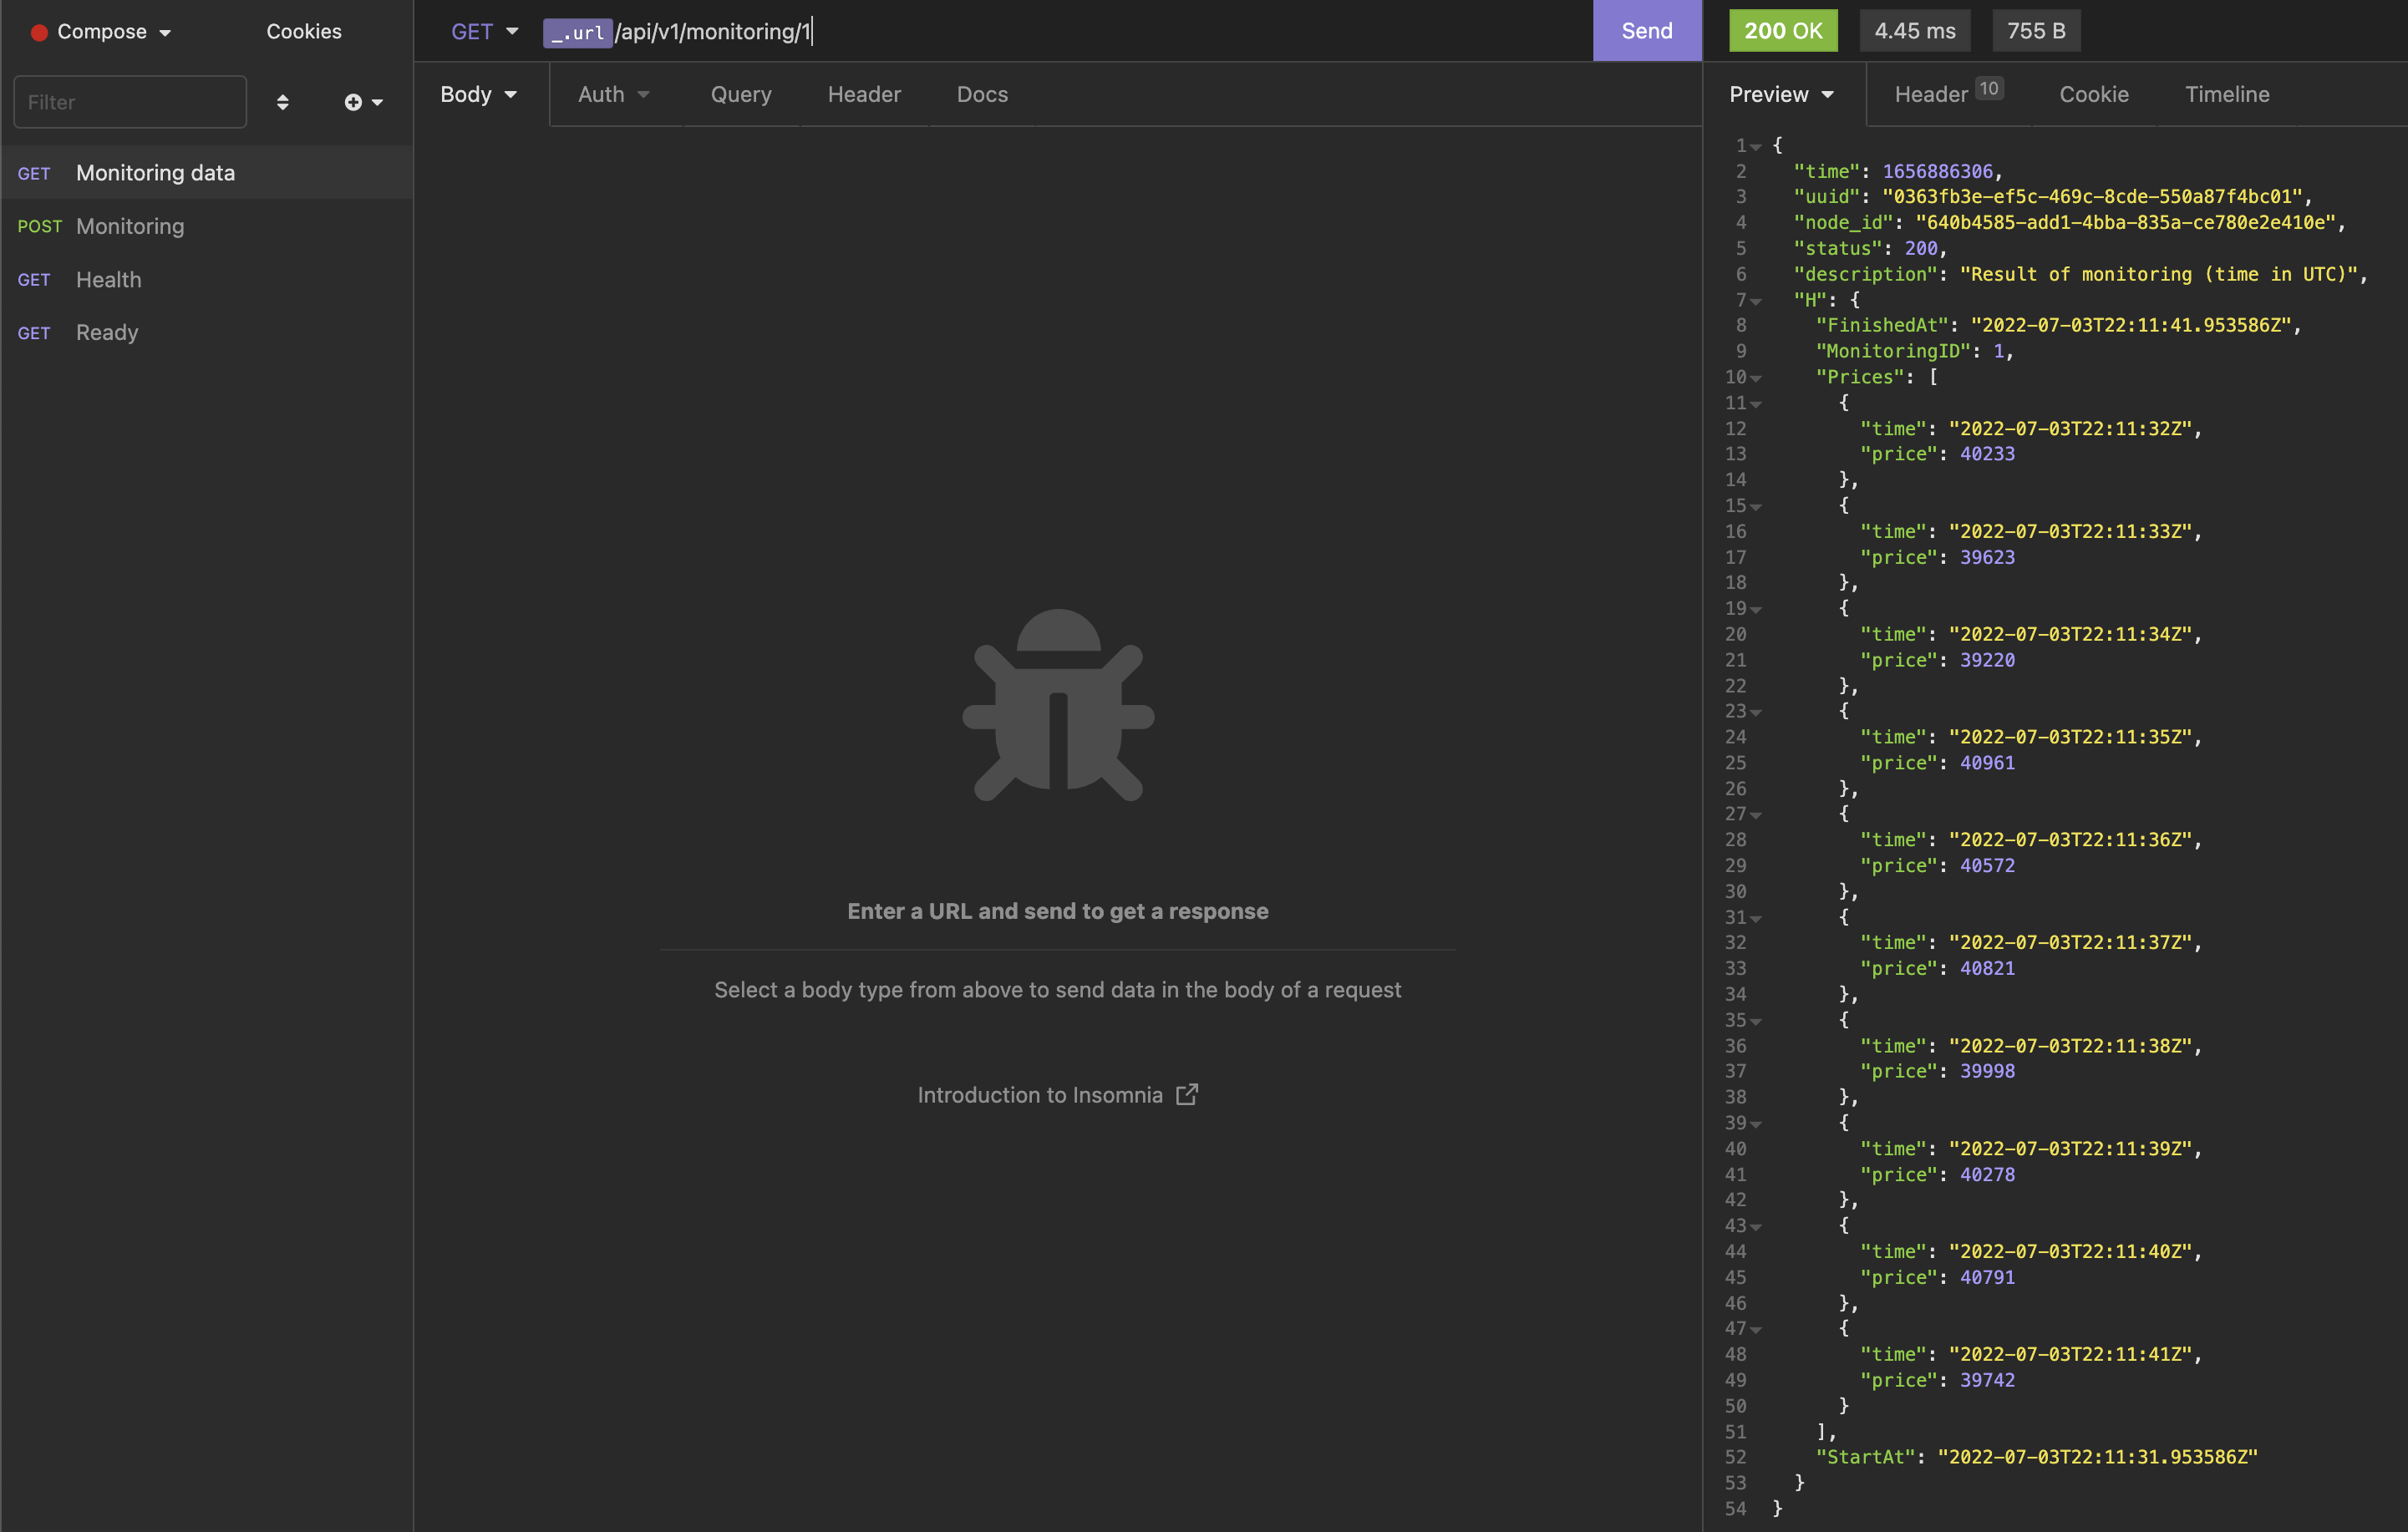 Compose
Cookies
Filter
GET Monitoring data
POST Monitoring
GET Health
GET Ready
GET _.url/api/v1/monitoring/1 Send
Body Auth Query Header Docs
Enter a URL and send to get a response
Select a body type from above to send data in the body of a request
Introduction to Insomnia
200 OK 4.45 ms 755 B
Preview Header 10 Cookie Timeline
1 {
2 "time": 1656886306,
3 "uuid": "0363fb3e-ef5c-469c-8cde-550a87f4bc01",
4 "node_id": "640b4585-add1-4bba-835a-ce780e2e410e",
5 "status": 200,
6 "description": "Result of monitoring (time in UTC)",
7 "H": {
8 "FinishedAt": "2022-07-03T22:11:41.953586Z",
9 "MonitoringID": 1,
10 "Prices": [
11 {
12 "time": "2022-07-03T22:11:32Z",
13 "price": 40233
14 },
15 {
16 "time": "2022-07-03T22:11:33Z",
17 "price": 39623
18 },
19 {
20 "time": "2022-07-03T22:11:34Z",
21 "price": 39220
22 },
23 {
24 "time": "2022-07-03T22:11:35Z",
25 "price": 40961
26 },
27 {
28 "time": "2022-07-03T22:11:36Z",
29 "price": 40572
30 },
31 {
32 "time": "2022-07-03T22:11:37Z",
33 "price": 40821
34 },
35 {
36 "time": "2022-07-03T22:11:38Z",
37 "price": 39998
38 },
39 {
40 "time": "2022-07-03T22:11:39Z",
41 "price": 40278
42 },
43 {
44 "time": "2022-07-03T22:11:40Z",
45 "price": 40791
46 },
47 {
48 "time": "2022-07-03T22:11:41Z",
49 "price": 39742
50 }
51 ],
52 "StartAt": "2022-07-03T22:11:31.953586Z"
53 }
54 }